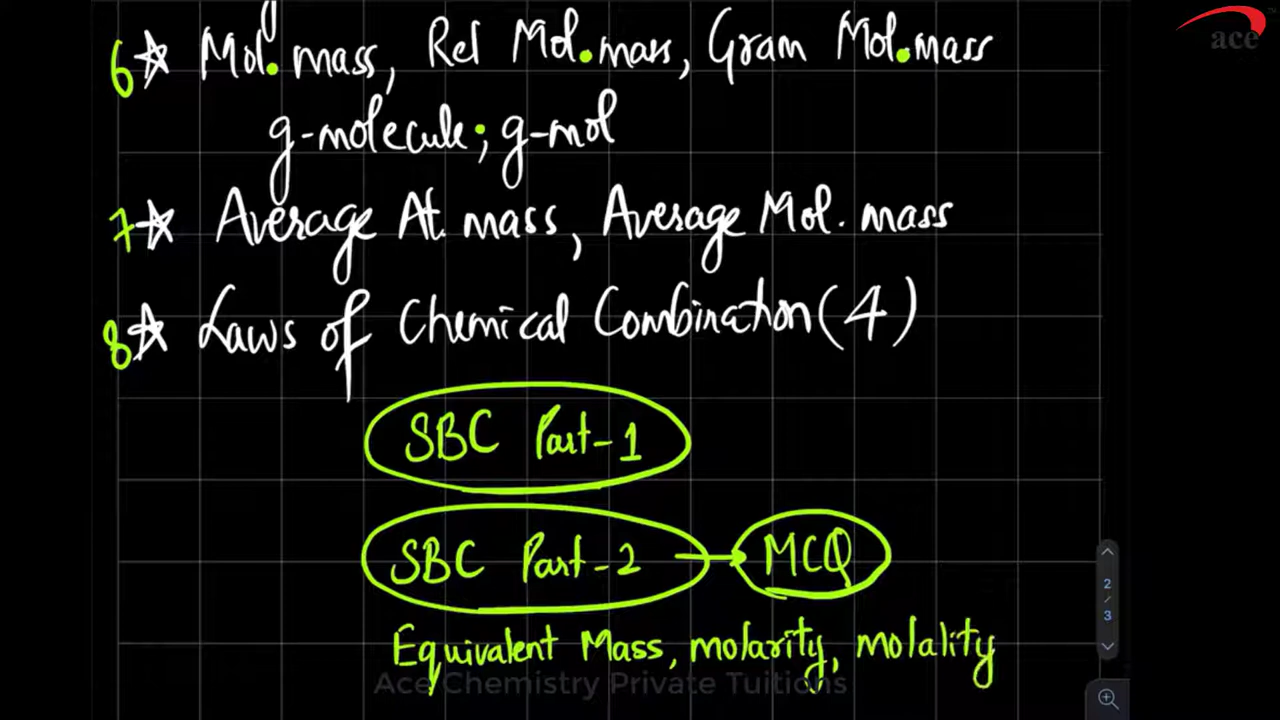 ace
6☆ Mol. mass, Rel Mol. mass, Gram Mol. mass
g-molecule; g-mol
7☆ Average At. mass, Average Mol. mass
8☆ Laws of Chemical Combination (4)
SBC Part-1
SBC Part-2 → MCQ
Equivalent Mass, molarity, molality
Ace Chemistry Private Tuitions
2
/
3